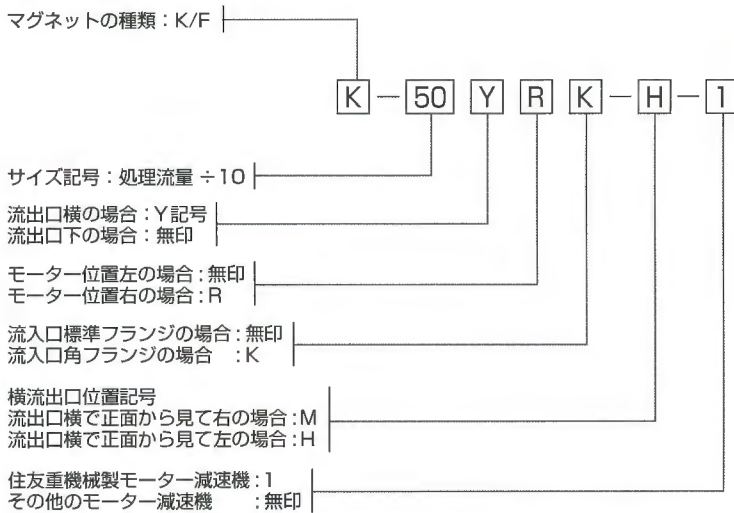 マグネットの種類：K/F
K－50 Y R K－H－1
サイズ記号：処理流量÷10
流出口横の場合：Y記号
流出口下の場合：無印
モーター位置左の場合：無印
モーター位置右の場合：R
流入口標準フランジの場合：無印
流入口角フランジの場合　：K
横流出口位置記号
流出口横で正面から見て右の場合：M
流出口横で正面から見て左の場合：H
住友重機械製モーター減速機：1
その他のモーター減速機　：無印